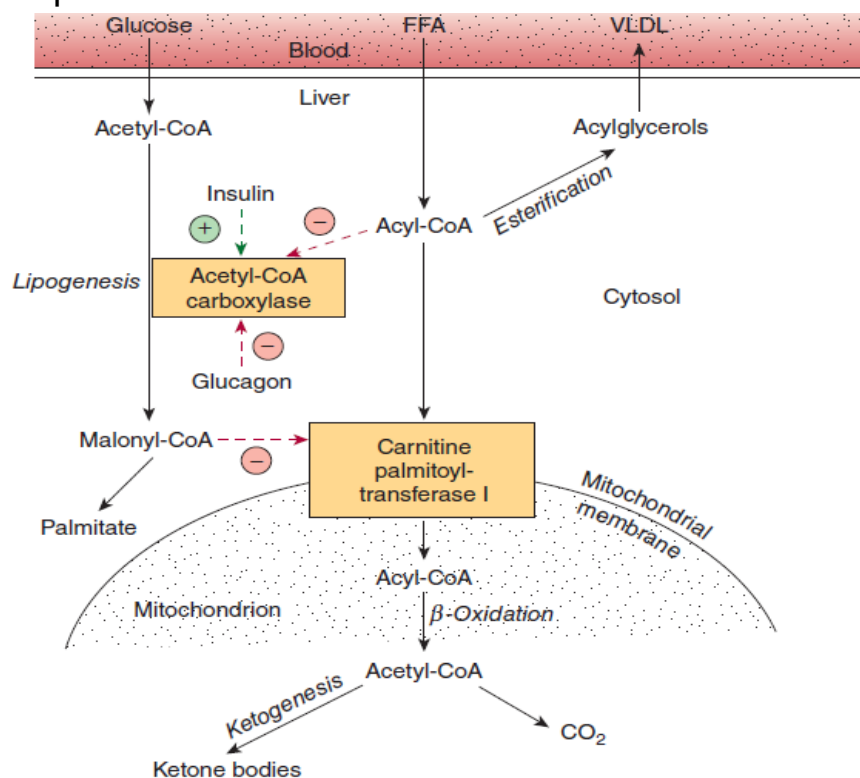 Glucose
FFA
VLDL
Blood
Liver
Acetyl-CoA
Acylglycerols
Insulin
Esterification
+
−
Acyl-CoA
Lipogenesis
Acetyl-CoA
carboxylase
Cytosol
−
Glucagon
Malonyl-CoA
−
Carnitine
palmitoyl-
transferase I
Mitochondrial
membrane
Palmitate
Acyl-CoA
Mitochondrion
β-Oxidation
Acetyl-CoA
Ketogenesis
CO₂
Ketone bodies